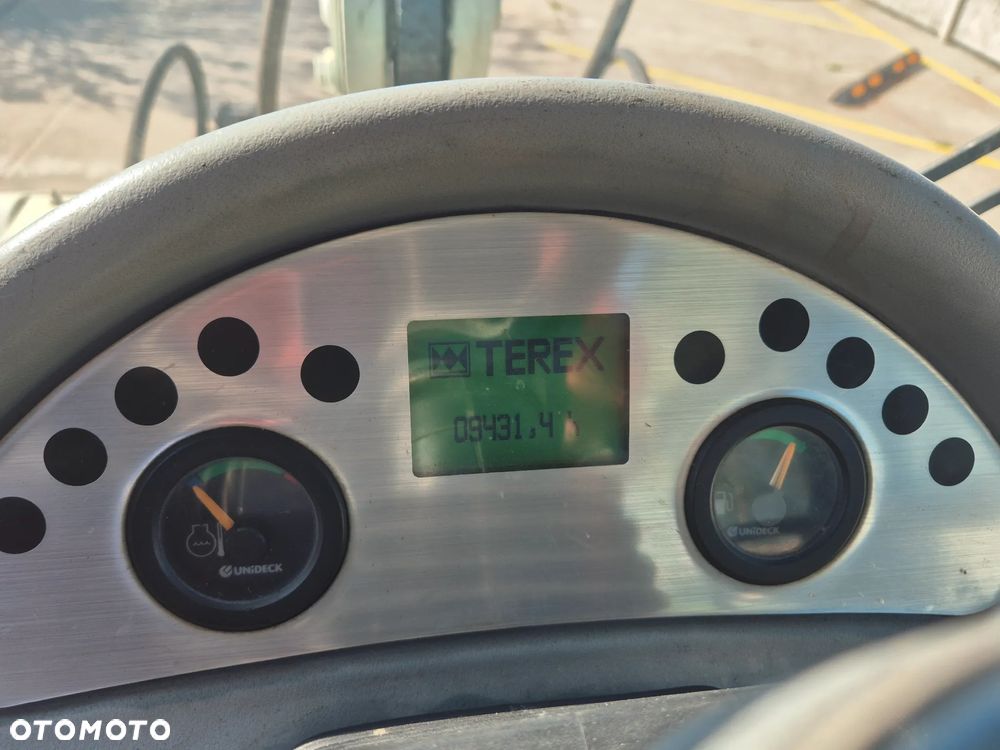 TEREX
09431,4 h
UNiDECK
UNiDECK
OTOMOTO